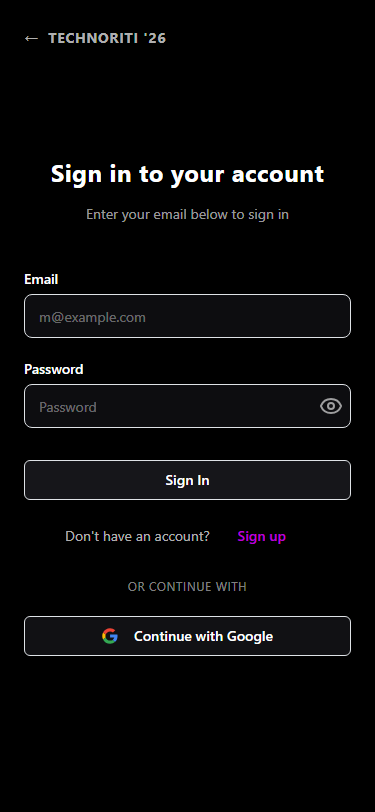 ← TECHNORITI '26
Sign in to your account
Enter your email below to sign in
Email
m@example.com
Password
Password
Sign In
Don't have an account? Sign up
OR CONTINUE WITH
Continue with Google